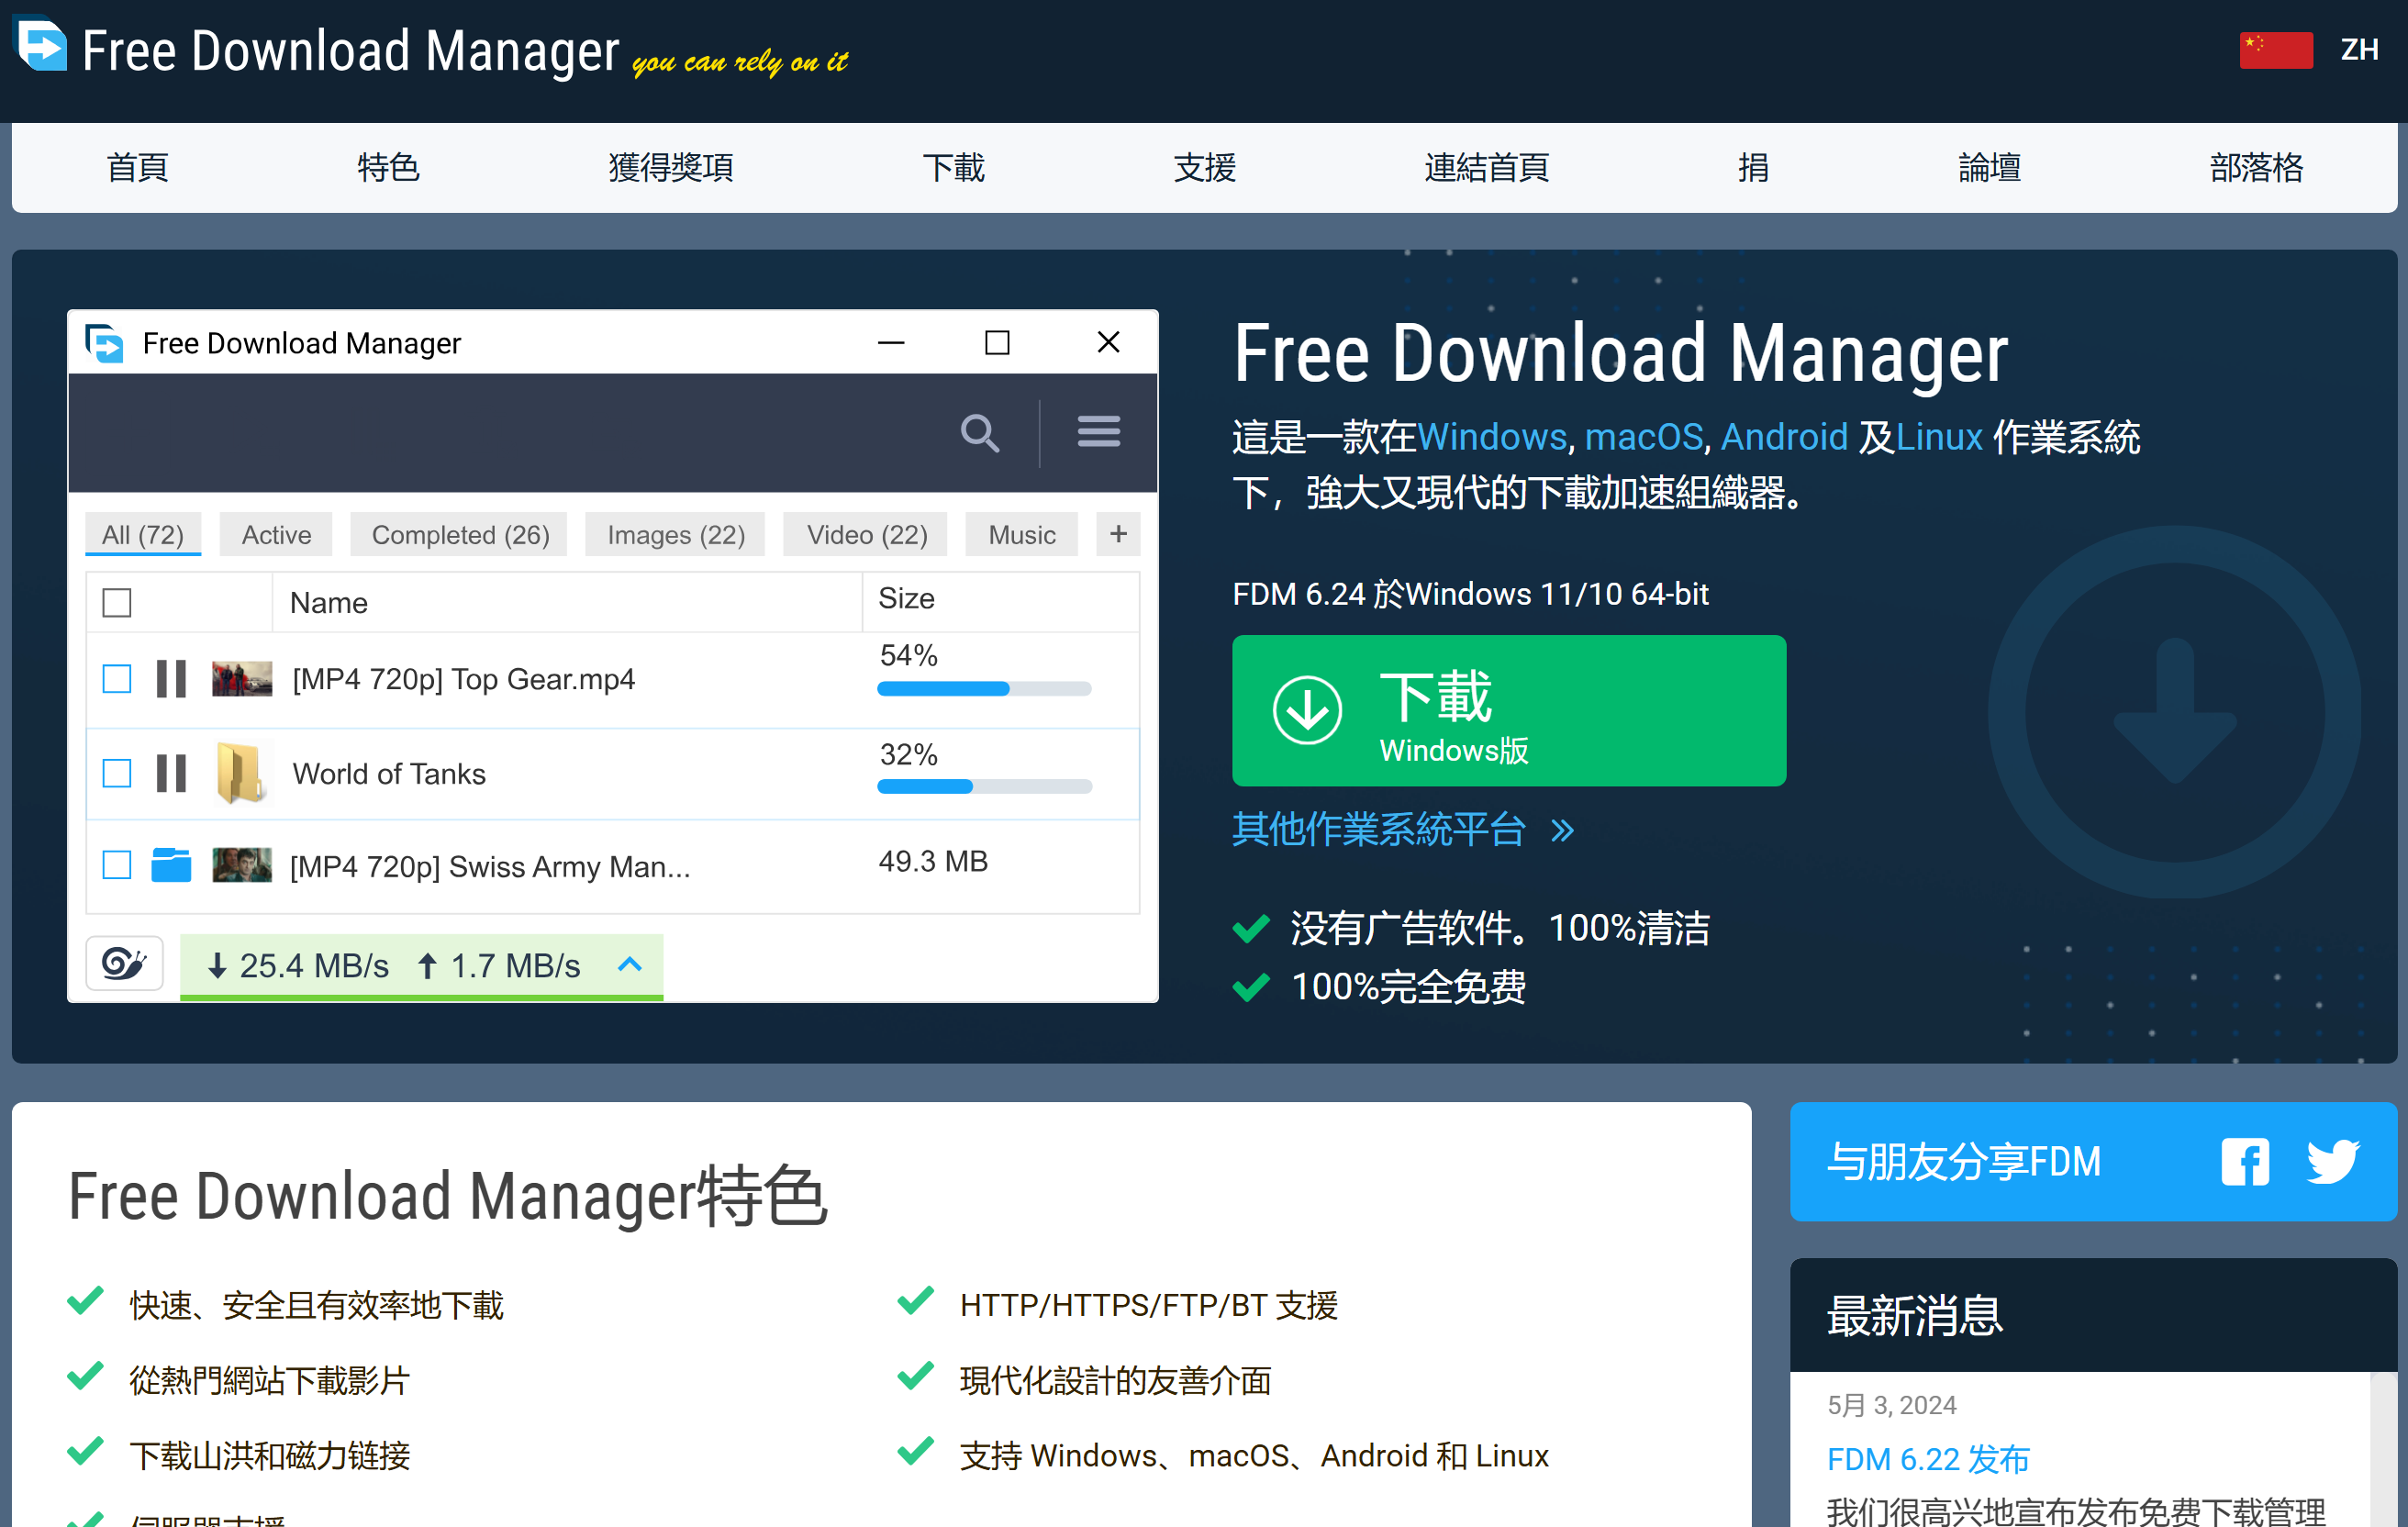 Free Download Manager you can rely on it
ZH
首頁 特色 獲得獎項 下載 支援 連結首頁 捐 論壇 部落格
Free Download Manager
All (72) Active Completed (26) Images (22) Video (22) Music +
Name Size
[MP4 720p] Top Gear.mp4 54%
World of Tanks 32%
[MP4 720p] Swiss Army Man... 49.3 MB
25.4 MB/s 1.7 MB/s
Free Download Manager
這是一款在Windows, macOS, Android 及Linux 作業系統
下，強大又現代的下載加速組織器。
FDM 6.24 於Windows 11/10 64-bit
下載
Windows版
其他作業系統平台 »
没有广告软件。100%清洁
100%完全免费
Free Download Manager特色
快速、安全且有效率地下載
從熱門網站下載影片
下载山洪和磁力链接
HTTP/HTTPS/FTP/BT 支援
現代化設計的友善介面
支持 Windows、macOS、Android 和 Linux
与朋友分享FDM
最新消息
5月 3, 2024
FDM 6.22 发布
我们很高兴地宣布发布免费下载管理